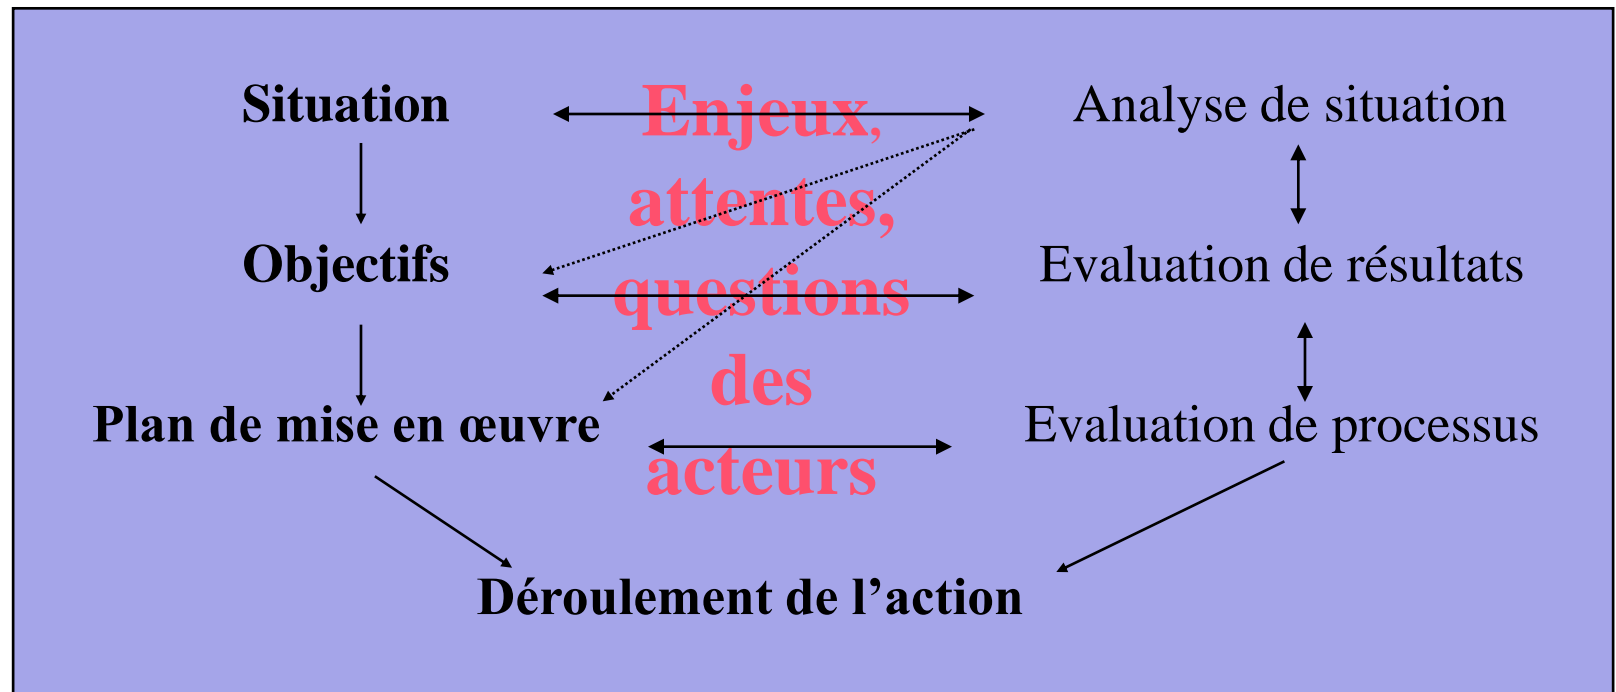 Situation
Enjeux,
Analyse de situation
attentes,
Objectifs
questions
Evaluation de résultats
des
Plan de mise en œuvre
acteurs
Evaluation de processus
Déroulement de l’action